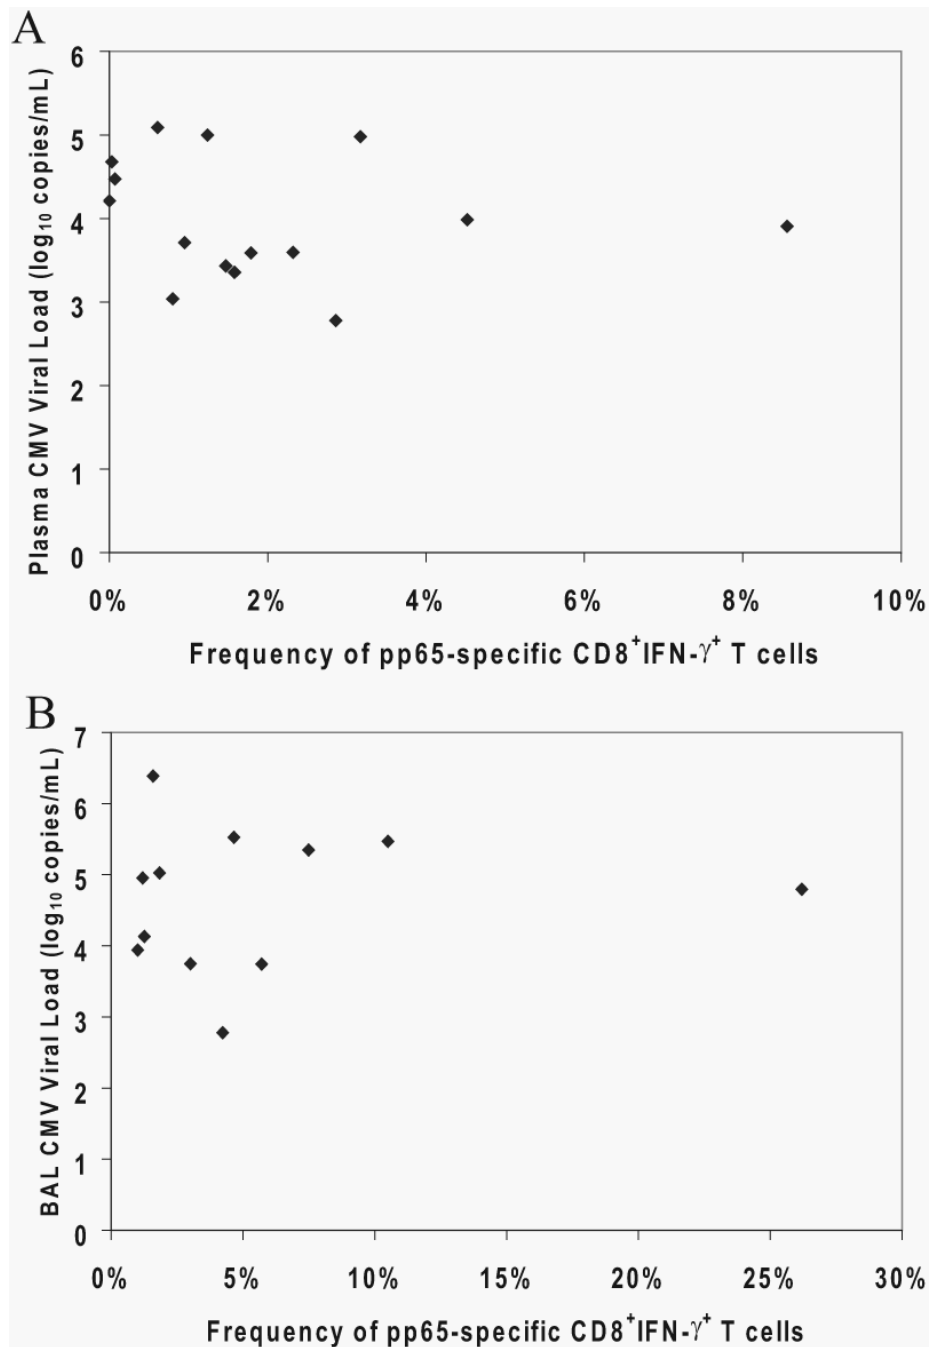 A
6
5
4
3
2
1
0
Plasma CMV Viral Load (log₁₀ copies/mL)
0% 2% 4% 6% 8% 10%
Frequency of pp65-specific CD8⁺IFN-γ⁺ T cells
B
7
6
5
4
3
2
1
0
BAL CMV Viral Load (log₁₀ copies/mL)
0% 5% 10% 15% 20% 25% 30%
Frequency of pp65-specific CD8⁺IFN-γ⁺ T cells